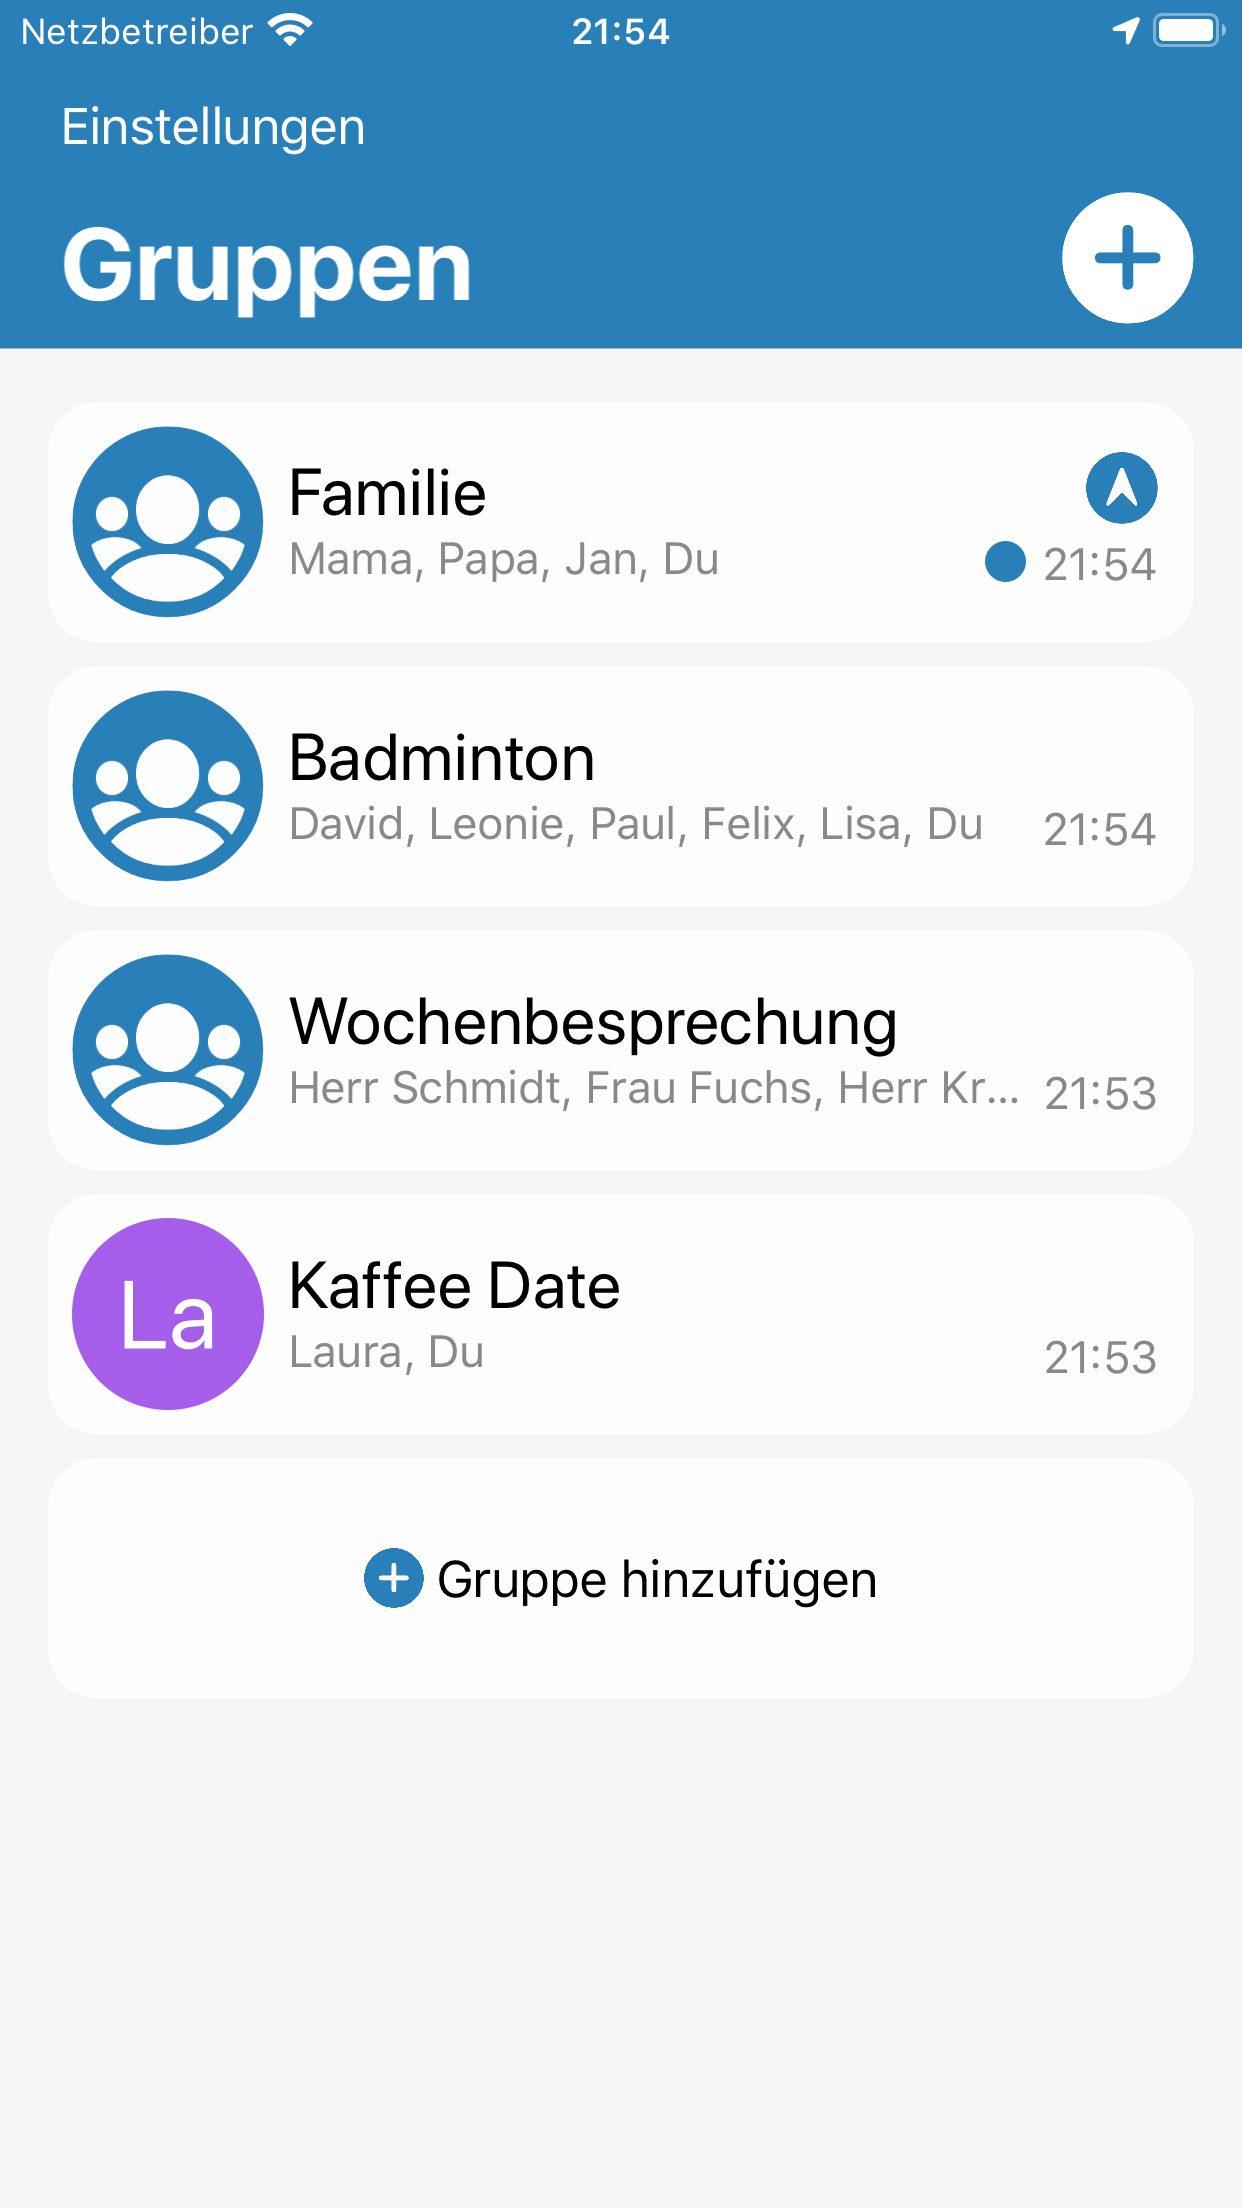 Netzbetreiber 21:54
Einstellungen
Gruppen
Familie
Mama, Papa, Jan, Du 21:54
Badminton
David, Leonie, Paul, Felix, Lisa, Du 21:54
Wochenbesprechung
Herr Schmidt, Frau Fuchs, Herr Kr... 21:53
La
Kaffee Date
Laura, Du 21:53
Gruppe hinzufügen